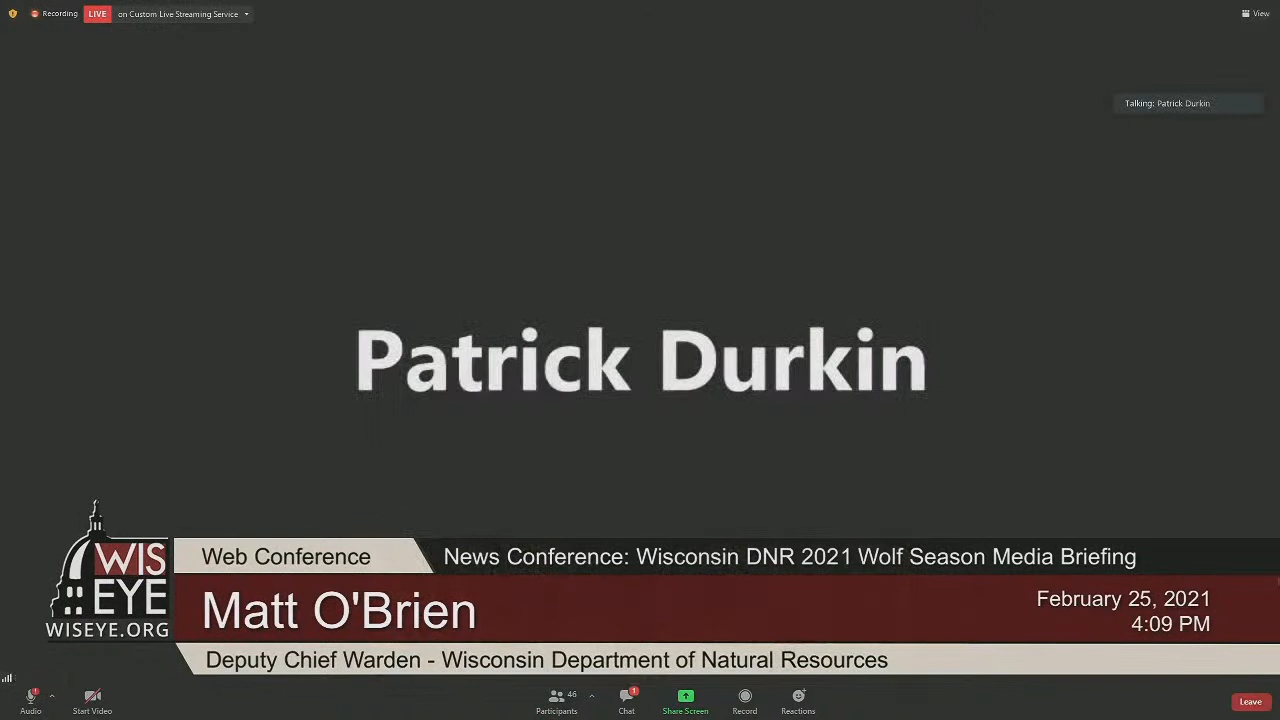 Recording
LIVE
on Custom Live Streaming Service
View
Talking: Patrick Durkin
Patrick Durkin
WIS
EYE
WISEYE.ORG
Web Conference
News Conference: Wisconsin DNR 2021 Wolf Season Media Briefing
Matt O'Brien
February 25, 2021
4:09 PM
Deputy Chief Warden - Wisconsin Department of Natural Resources
Audio
Start Video
46
Participants
1
Chat
Share Screen
Record
Reactions
Leave